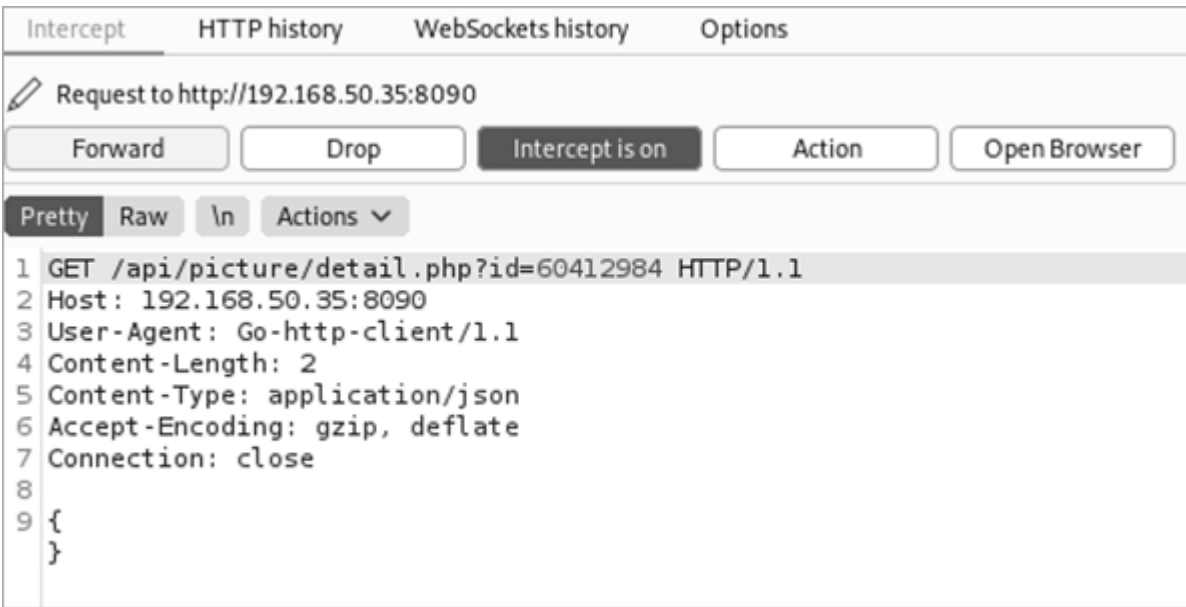 Intercept HTTP history WebSockets history Options
Request to http://192.168.50.35:8090
Forward Drop Intercept is on Action Open Browser
Pretty Raw \n Actions
1 GET /api/picture/detail.php?id=60412984 HTTP/1.1
2 Host: 192.168.50.35:8090
3 User-Agent: Go-http-client/1.1
4 Content-Length: 2
5 Content-Type: application/json
6 Accept-Encoding: gzip, deflate
7 Connection: close
8
9 {
}